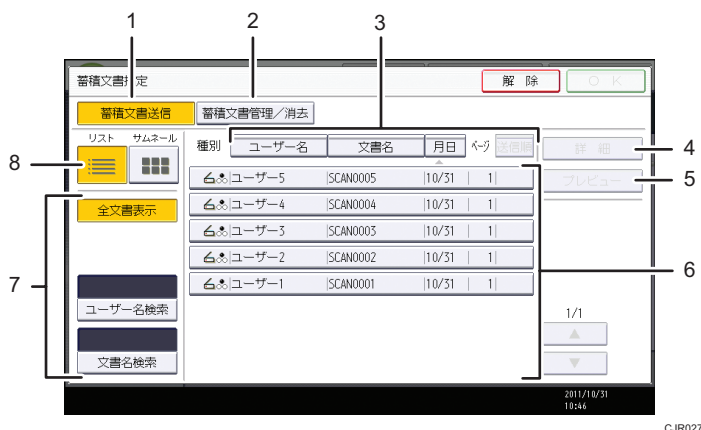 1 2 3
蓄積文書指定 解 除 O K
蓄積文書送信 蓄積文書管理／消去
リスト サムネール 種別 ユーザー名 文書名 月日 ページ 送信順 詳 細 4
8
プレビュー 5
ユーザー5 SCAN0005 10/31 1
全文書表示 ユーザー4 SCAN0004 10/31 1
ユーザー3 SCAN0003 10/31 1
ユーザー2 SCAN0002 10/31 1 6
7 ユーザー1 SCAN0001 10/31 1
ユーザー名検索 1/1
▲
文書名検索 ▼
2011/10/31
10:46
CJR027